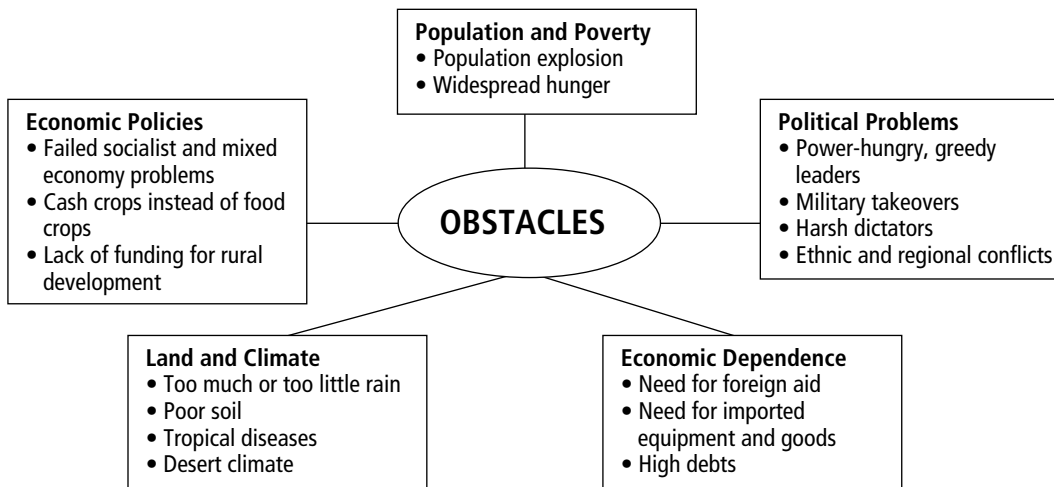 Population and Poverty
• Population explosion
• Widespread hunger
Economic Policies
• Failed socialist and mixed
economy problems
• Cash crops instead of food
crops
• Lack of funding for rural
development
Political Problems
• Power-hungry, greedy
leaders
• Military takeovers
• Harsh dictators
• Ethnic and regional conflicts
OBSTACLES
Land and Climate
• Too much or too little rain
• Poor soil
• Tropical diseases
• Desert climate
Economic Dependence
• Need for foreign aid
• Need for imported
equipment and goods
• High debts